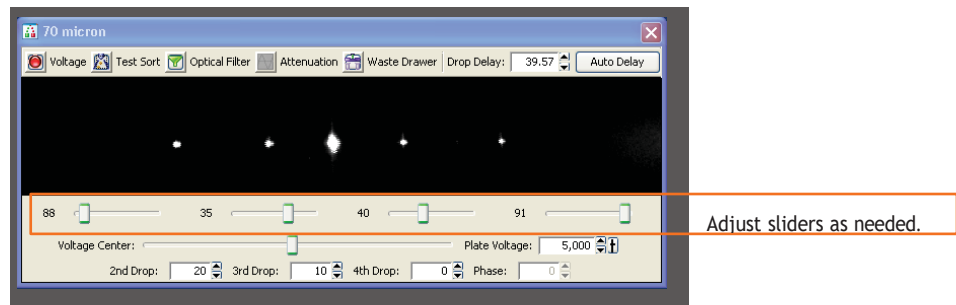 70 micron
Voltage Test Sort Optical Filter Attenuation Waste Drawer Drop Delay: 39.57 Auto Delay
88 35 40 91
Adjust sliders as needed.
Voltage Center: Plate Voltage: 5,000
2nd Drop: 20 3rd Drop: 10 4th Drop: 0 Phase: 0